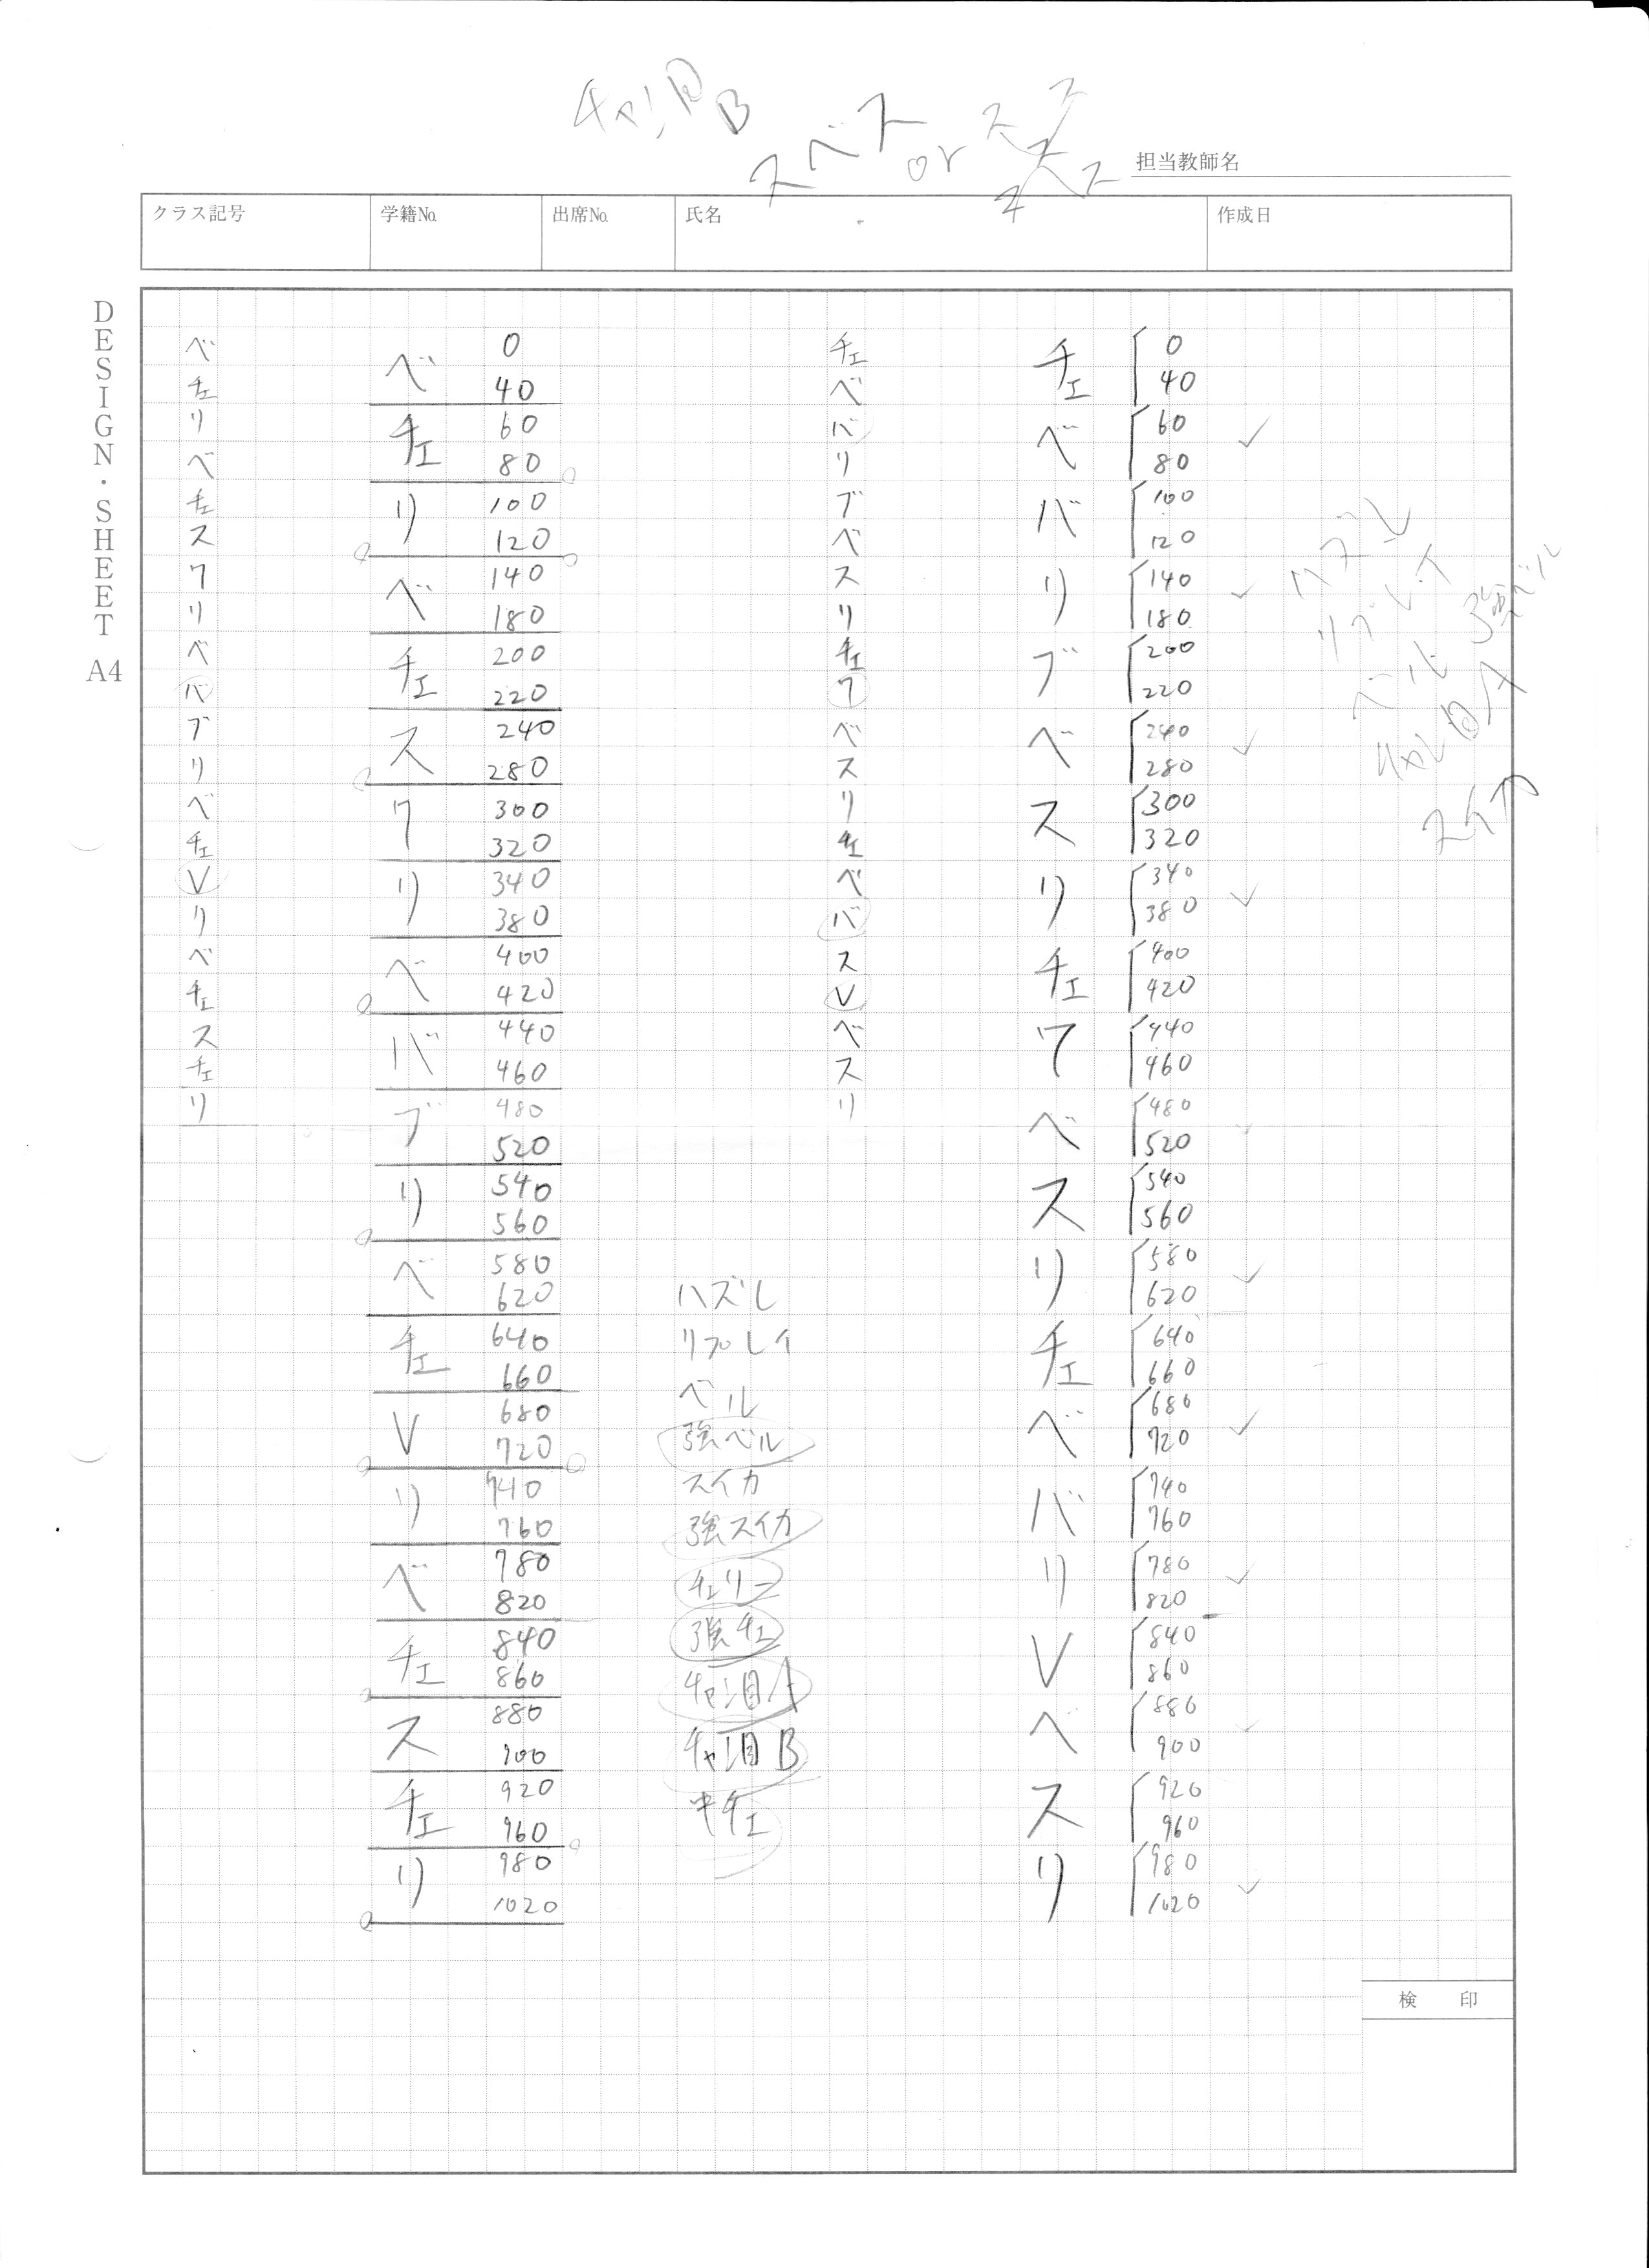 チャン目B
スベス or ススス
担当教師名
クラス記号 学籍No. 出席No. 氏名 作成日
DESIGN・SHEET A4
ベ
チェ
リ
ベ
チェ
ス
7
リ
ベ
バ
ブ
リ
ベ
チェ
V
リ
ベ
チェ
ス
チェ
リ
ベ 0
40
チェ 60
80
リ 100
120
ベ 140
180
チェ 200
220
ス 240
280
7 300
320
リ 340
380
ベ 400
420
バ 440
460
ブ 480
520
リ 540
560
ベ 580
620
チェ 640
660
V 680
720
リ 740
760
ベ 780
820
チェ 840
860
ス 880
900
チェ 920
960
リ 980
1020
ハズレ
リプレイ
ベル
強ベル
スイカ
強スイカ
チェリー
強チェ
チャン目A
チャン目B
中チェ
チェ
ベ
バ
リ
ブ
ベ
ス
リ
チェ
7
ベ
ス
リ
チェ
ベ
バ
ス
V
ベ
ス
リ
チェ 0
40
ベ 60
80
バ 100
120
リ 140
180
ブ 200
220
ベ 240
280
ス 300
320
リ 340
380
チェ 400
420
7 440
460
ベ 480
520
ス 540
560
リ 580
620
チェ 640
660
ベ 680
720
バ 740
760
リ 780
820
V 840
860
ベ 880
900
ス 920
960
リ 980
1020
ハズレ
リプレイ
ベル 強ベル
チャン目A
スイカ
検印